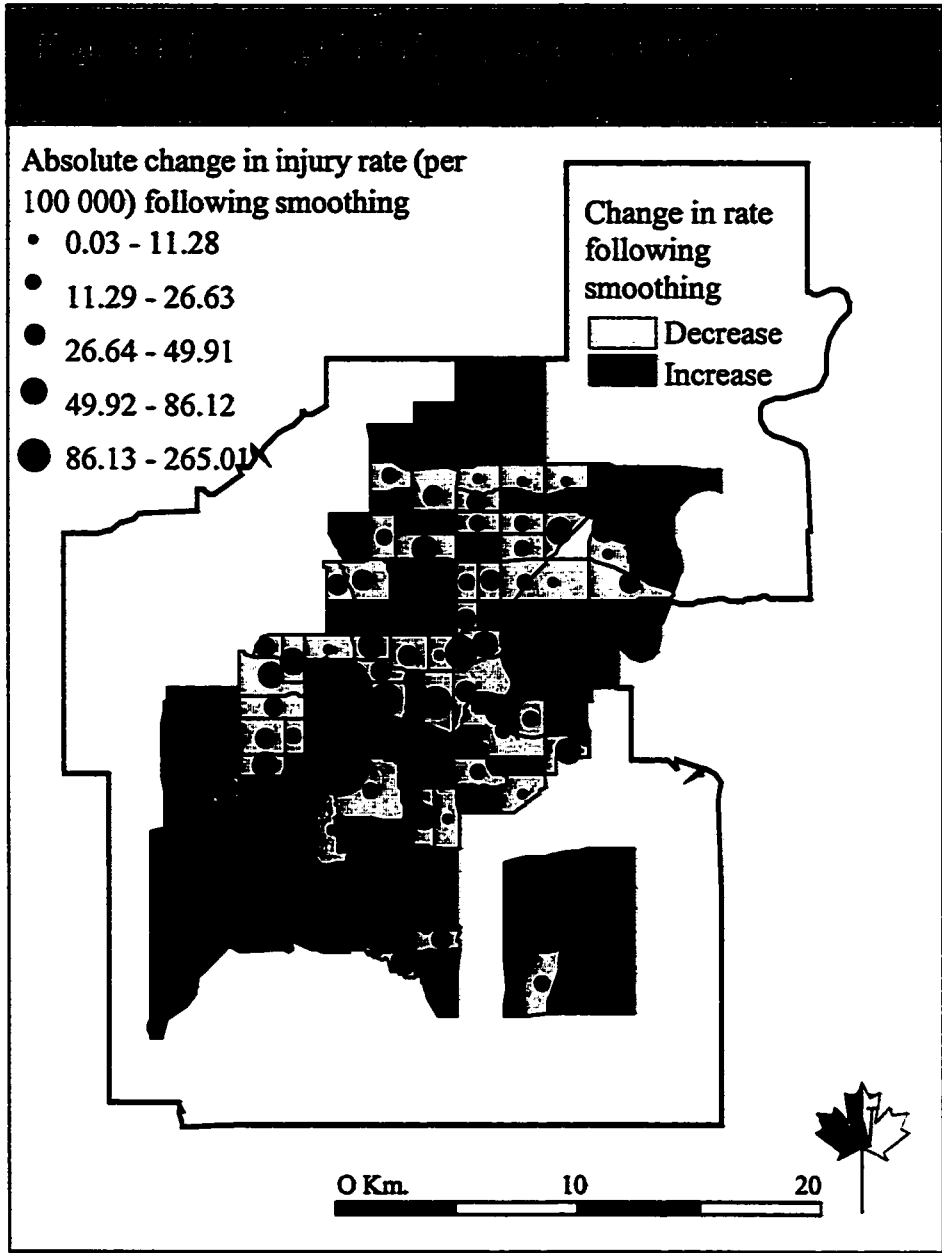 Absolute change in injury rate (per
100 000) following smoothing
0.03 - 11.28
11.29 - 26.63
26.64 - 49.91
49.92 - 86.12
86.13 - 265.01
Change in rate
following
smoothing
Decrease
Increase
O Km.
10
20